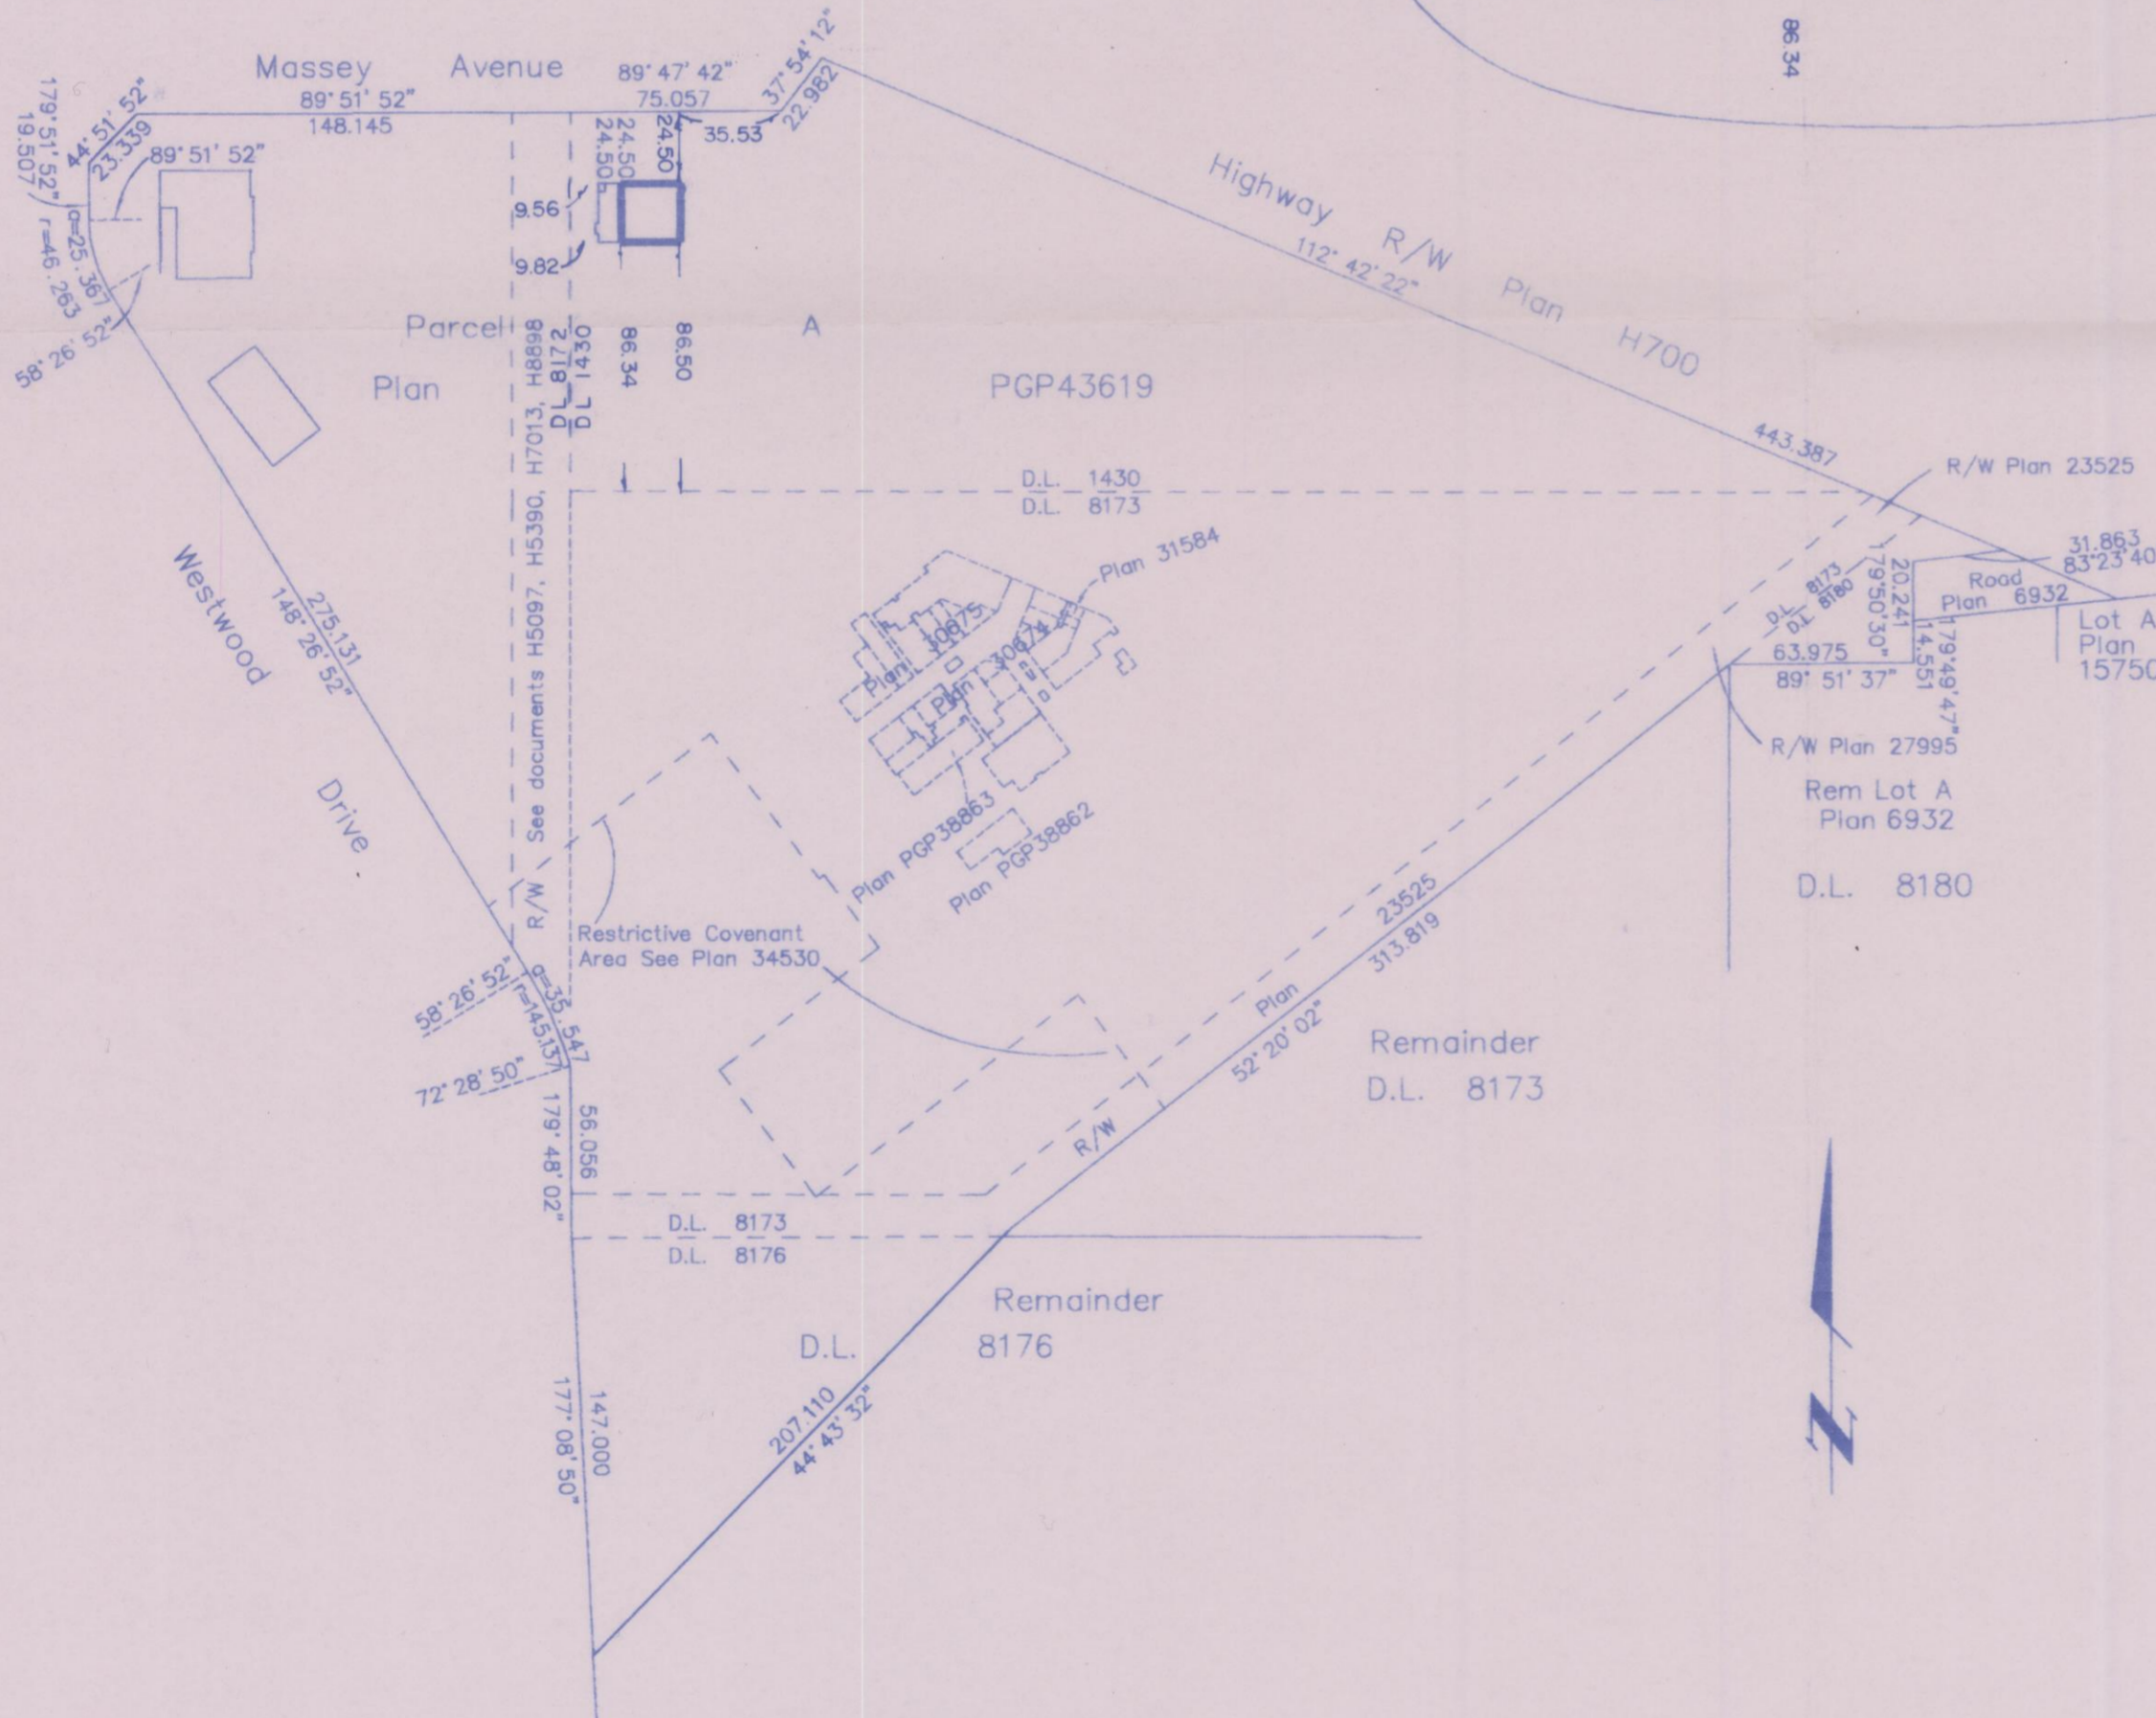 86.34
Massey Avenue
89° 47' 42"
37° 54' 12"
22.982
89° 51' 52"
75.057
148.145
35.53
44° 51' 52"
23.339
179° 51' 52"
19.507
89° 51' 52"
24.50
24.50
24.50
9.56
9.82
a=25.367
r=46.263
58° 26' 52"
Highway R/W Plan H700
112° 42' 22"
443.387
Parcel A
Plan PGP43619
DL 8172
DL 1430
86.34
86.50
R/W See documents H5097, H5390, H7013, H8898
D.L. 1430
D.L. 8173
R/W Plan 23525
31.863
83°23'40
Road
Plan 6932
D.L. 8173
D.L. 8180
20.241
179°50'30"
14.551
179°49'47"
Lot A
Plan
15750
63.975
89° 51' 37"
R/W Plan 27995
Rem Lot A
Plan 6932
D.L. 8180
Westwood Drive
275.131
148° 26' 52"
Plan 31584
Plan 30675
Plan 30674
Plan PGP38863
Plan PGP38862
Restrictive Covenant
Area See Plan 34530
58° 26' 52"
a=35.547
r=145.137
72° 28' 50"
56.056
179° 48' 02"
R/W Plan 23525
313.819
52° 20' 02"
Remainder
D.L. 8173
D.L. 8173
D.L. 8176
Remainder
D.L. 8176
207.110
44° 43' 32"
147.000
177° 08' 50"
N